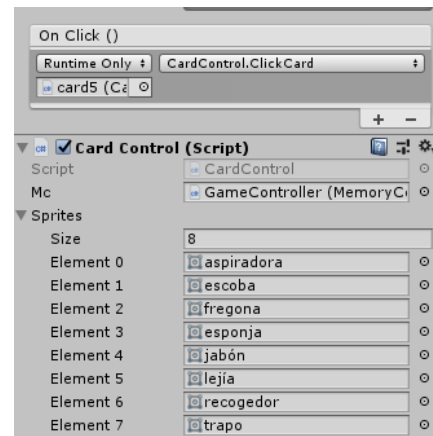 On Click ()
Runtime Only CardControl.ClickCard
card5 (Ca
+ -
Card Control (Script)
Script CardControl
Mc GameController (MemoryC
Sprites
Size 8
Element 0 aspiradora
Element 1 escoba
Element 2 fregona
Element 3 esponja
Element 4 jabón
Element 5 lejía
Element 6 recogedor
Element 7 trapo